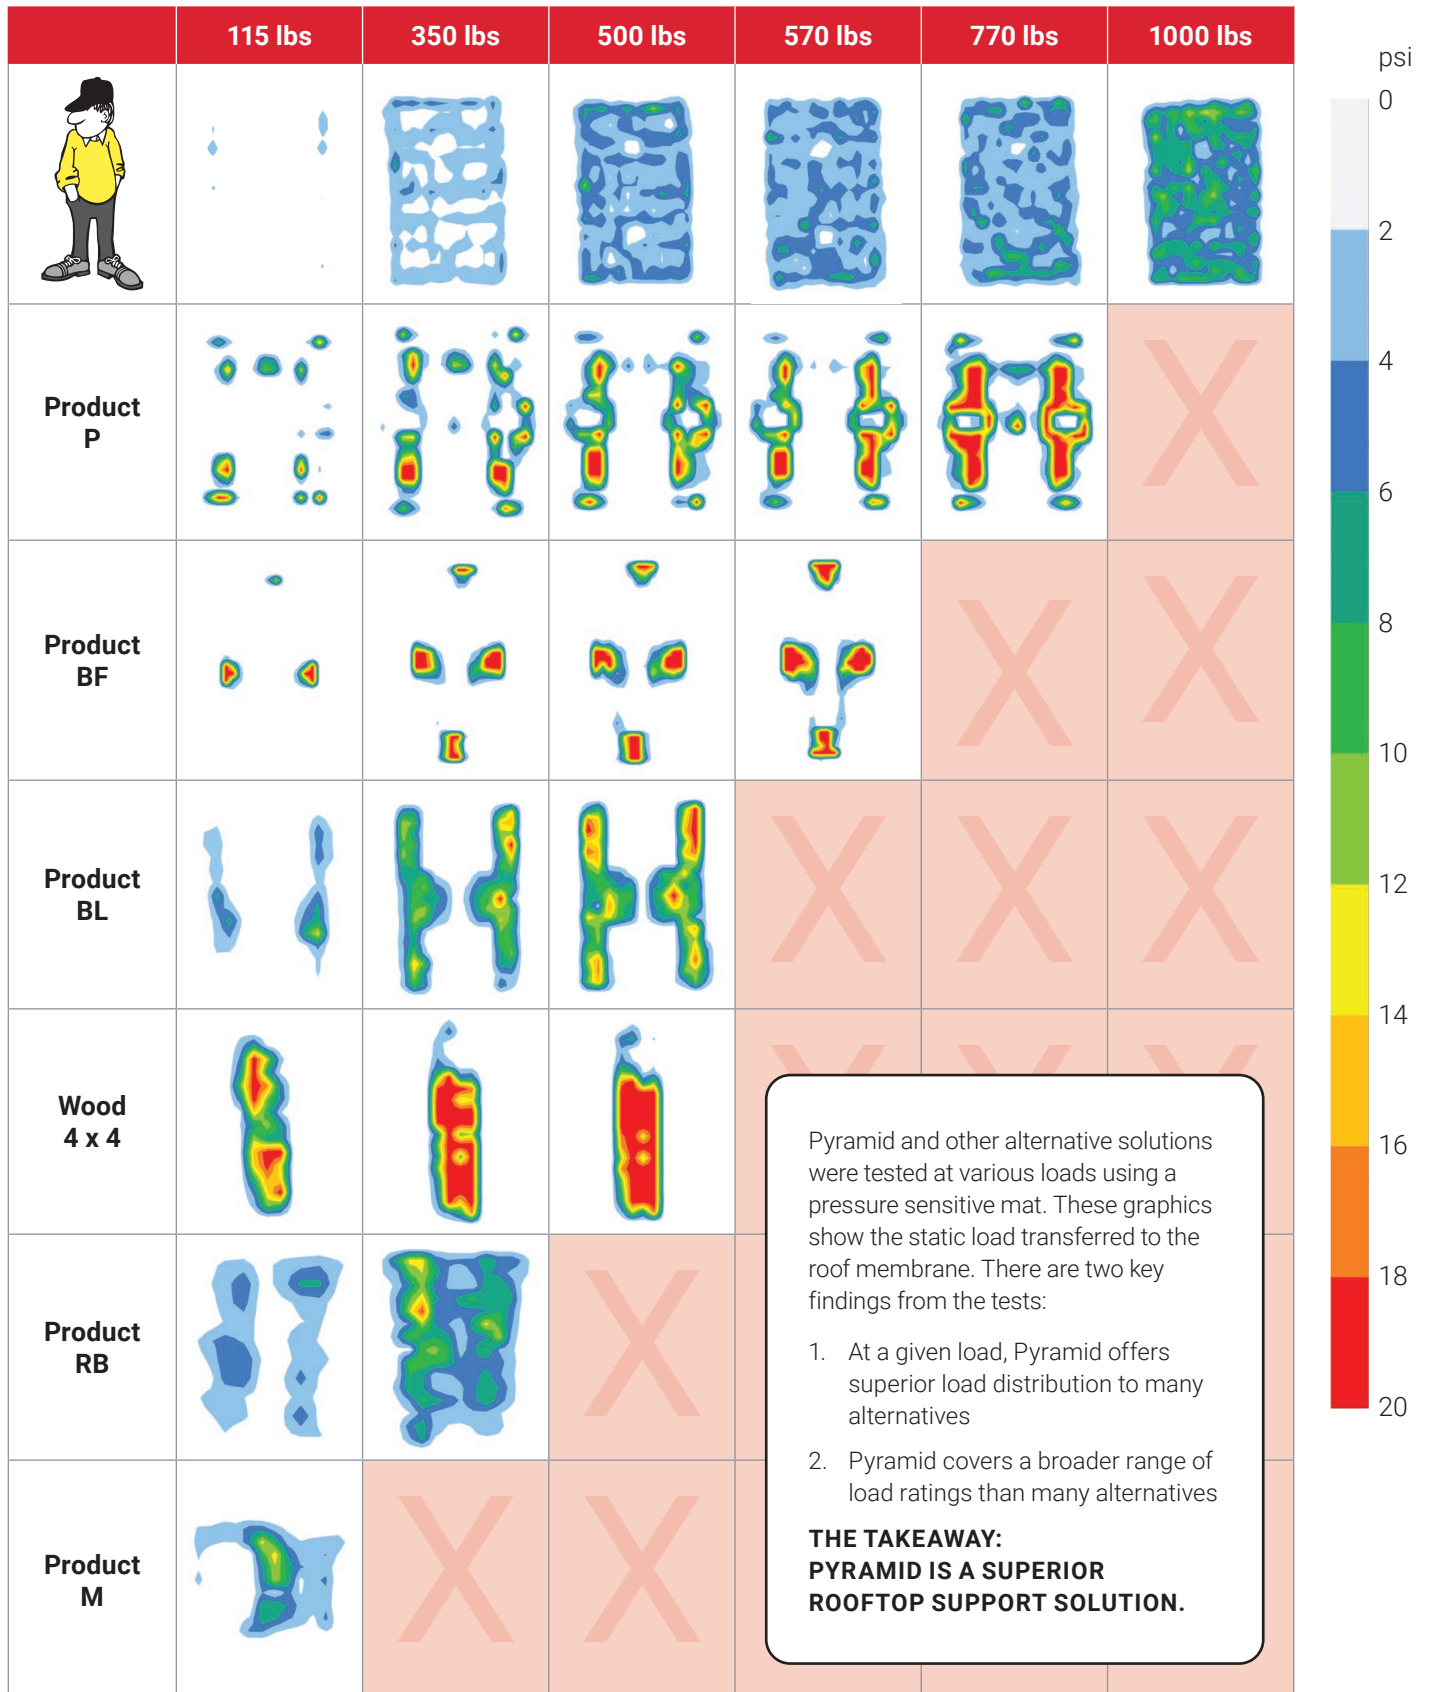 115 lbs
350 lbs
500 lbs
570 lbs
770 lbs
1000 lbs
psi
0
2
4
6
8
10
12
14
16
18
20
Product
P
X
Product
BF
X
X
Product
BL
X
X
X
Wood
4 x 4
X
X
X
Product
RB
X
Product
M
X
X
Pyramid and other alternative solutions
were tested at various loads using a
pressure sensitive mat. These graphics
show the static load transferred to the
roof membrane. There are two key
findings from the tests:
1. At a given load, Pyramid offers
superior load distribution to many
alternatives
2. Pyramid covers a broader range of
load ratings than many alternatives
THE TAKEAWAY:
PYRAMID IS A SUPERIOR
ROOFTOP SUPPORT SOLUTION.